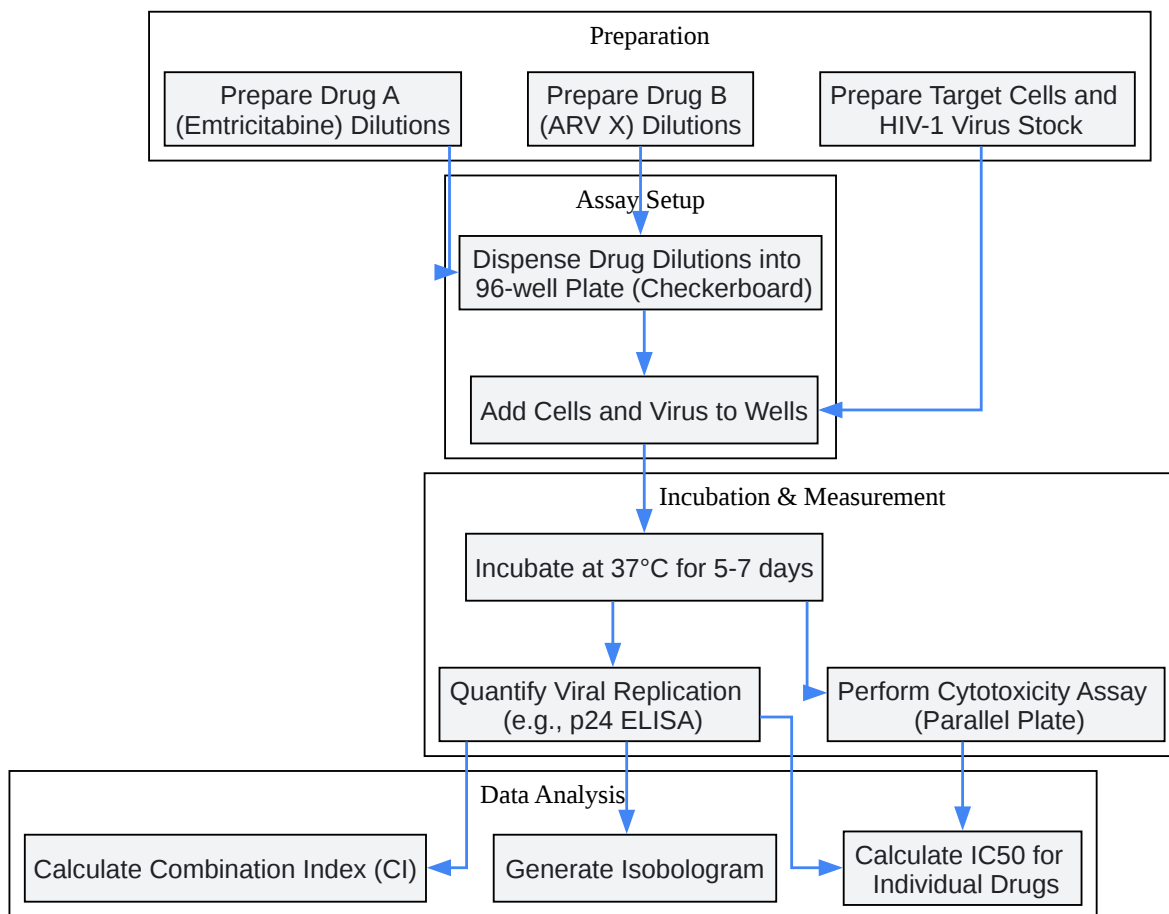 Preparation
Prepare Drug A
(Emtricitabine) Dilutions
Prepare Drug B
(ARV X) Dilutions
Prepare Target Cells and
HIV-1 Virus Stock
Assay Setup
Dispense Drug Dilutions into
96-well Plate (Checkerboard)
Add Cells and Virus to Wells
Incubation & Measurement
Incubate at 37°C for 5-7 days
Quantify Viral Replication
(e.g., p24 ELISA)
Perform Cytotoxicity Assay
(Parallel Plate)
Data Analysis
Calculate Combination Index (CI)
Generate Isobologram
Calculate IC50 for
Individual Drugs